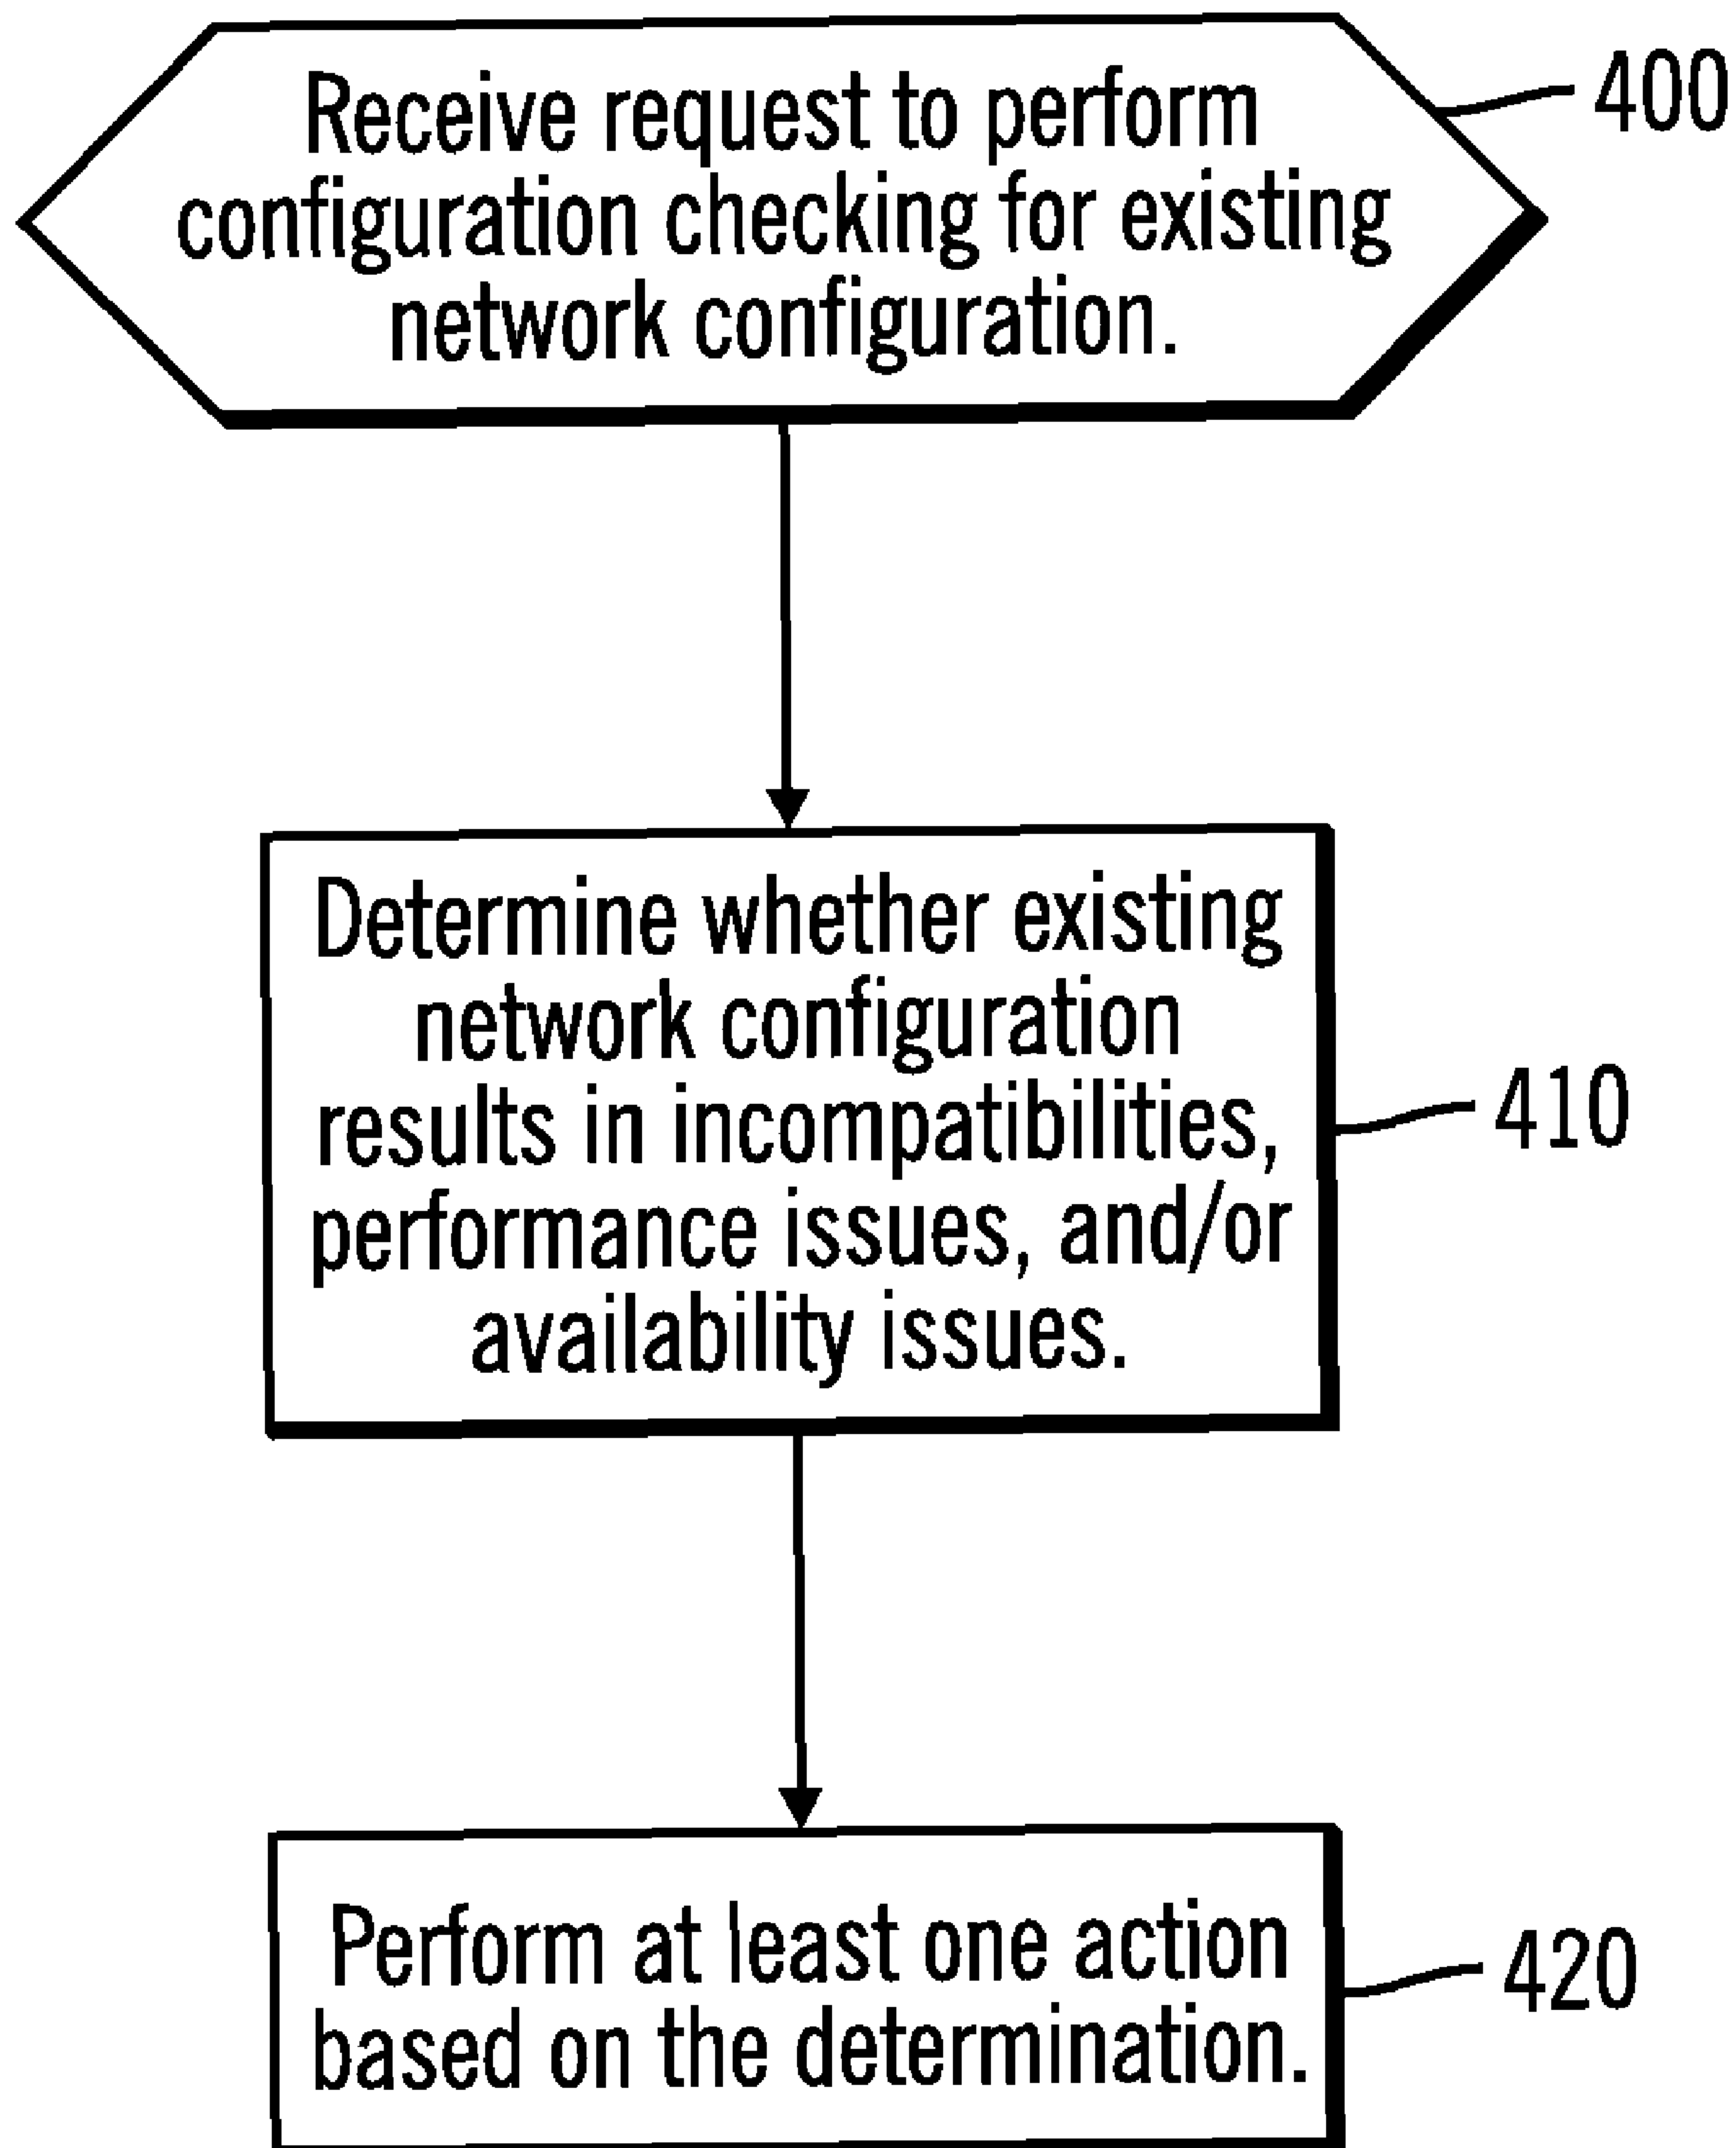 Receive request to perform
configuration checking for existing
network configuration.
400
Determine whether existing
network configuration
results in incompatibilities,
performance issues, and/or
availability issues.
410
Perform at least one action
based on the determination.
420